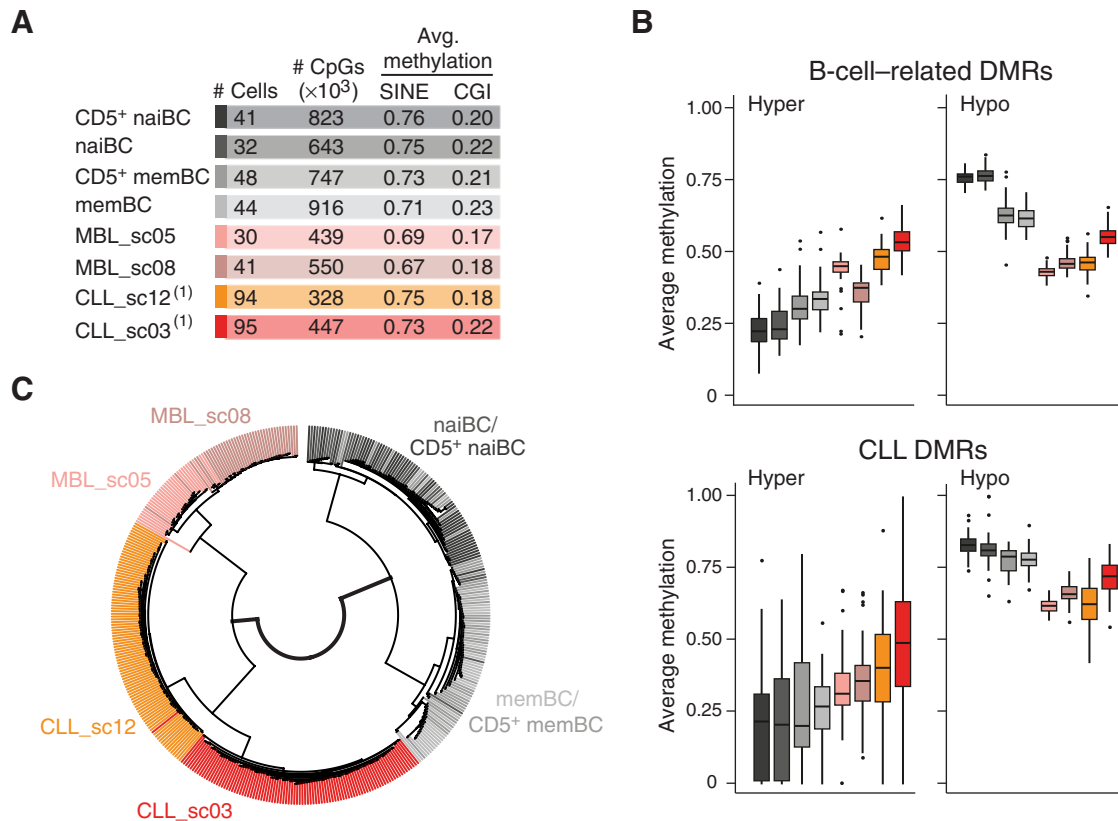 A
# Cells
# CpGs
(×10³)
Avg.
methylation
SINE
CGI
CD5⁺ naiBC 41 823 0.76 0.20
naiBC 32 643 0.75 0.22
CD5⁺ memBC 48 747 0.73 0.21
memBC 44 916 0.71 0.23
MBL_sc05 30 439 0.69 0.17
MBL_sc08 41 550 0.67 0.18
CLL_sc12⁽¹⁾ 94 328 0.75 0.18
CLL_sc03⁽¹⁾ 95 447 0.73 0.22
B
B-cell–related DMRs
Hyper
Hypo
Average methylation
1.00
0.75
0.50
0.25
0
CLL DMRs
Hyper
Hypo
Average methylation
1.00
0.75
0.50
0.25
0
C
MBL_sc08
naiBC/
CD5⁺ naiBC
MBL_sc05
memBC/
CD5⁺ memBC
CLL_sc12
CLL_sc03